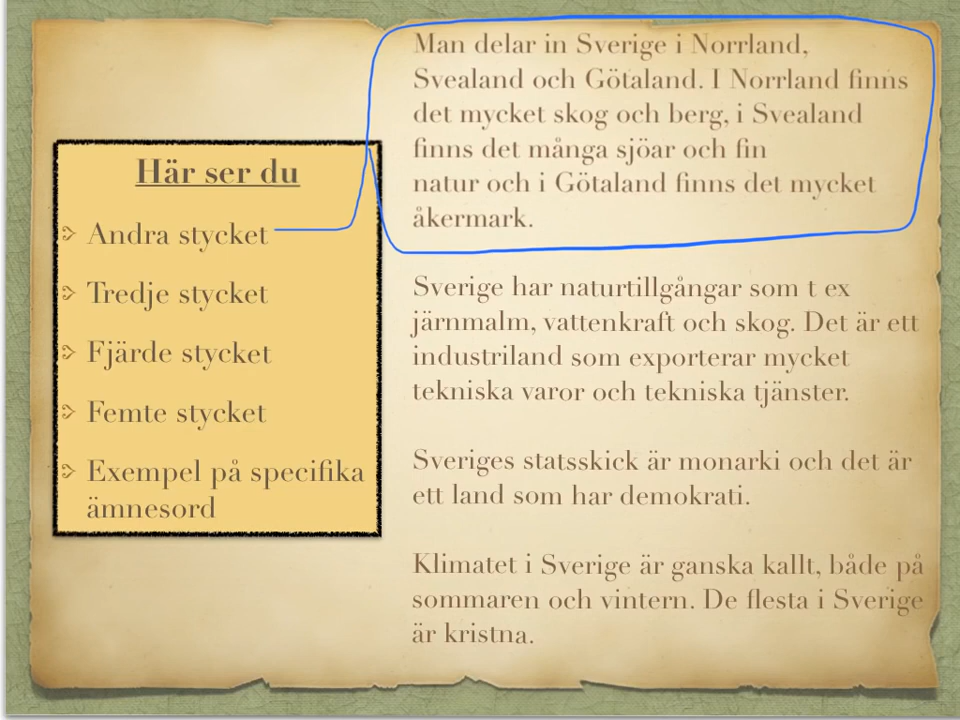 Här ser du
Andra stycket
Tredje stycket
Fjärde stycket
Femte stycket
Exempel på specifika
ämnesord
Man delar in Sverige i Norrland,
Svealand och Götaland. I Norrland finns
det mycket skog och berg, i Svealand
finns det många sjöar och fin
natur och i Götaland finns det mycket
åkermark.
Sverige har naturtillgångar som t ex
järnmalm, vattenkraft och skog. Det är ett
industriland som exporterar mycket
tekniska varor och tekniska tjänster.
Sveriges statsskick är monarki och det är
ett land som har demokrati.
Klimatet i Sverige är ganska kallt, både på
sommaren och vintern. De flesta i Sverige
är kristna.